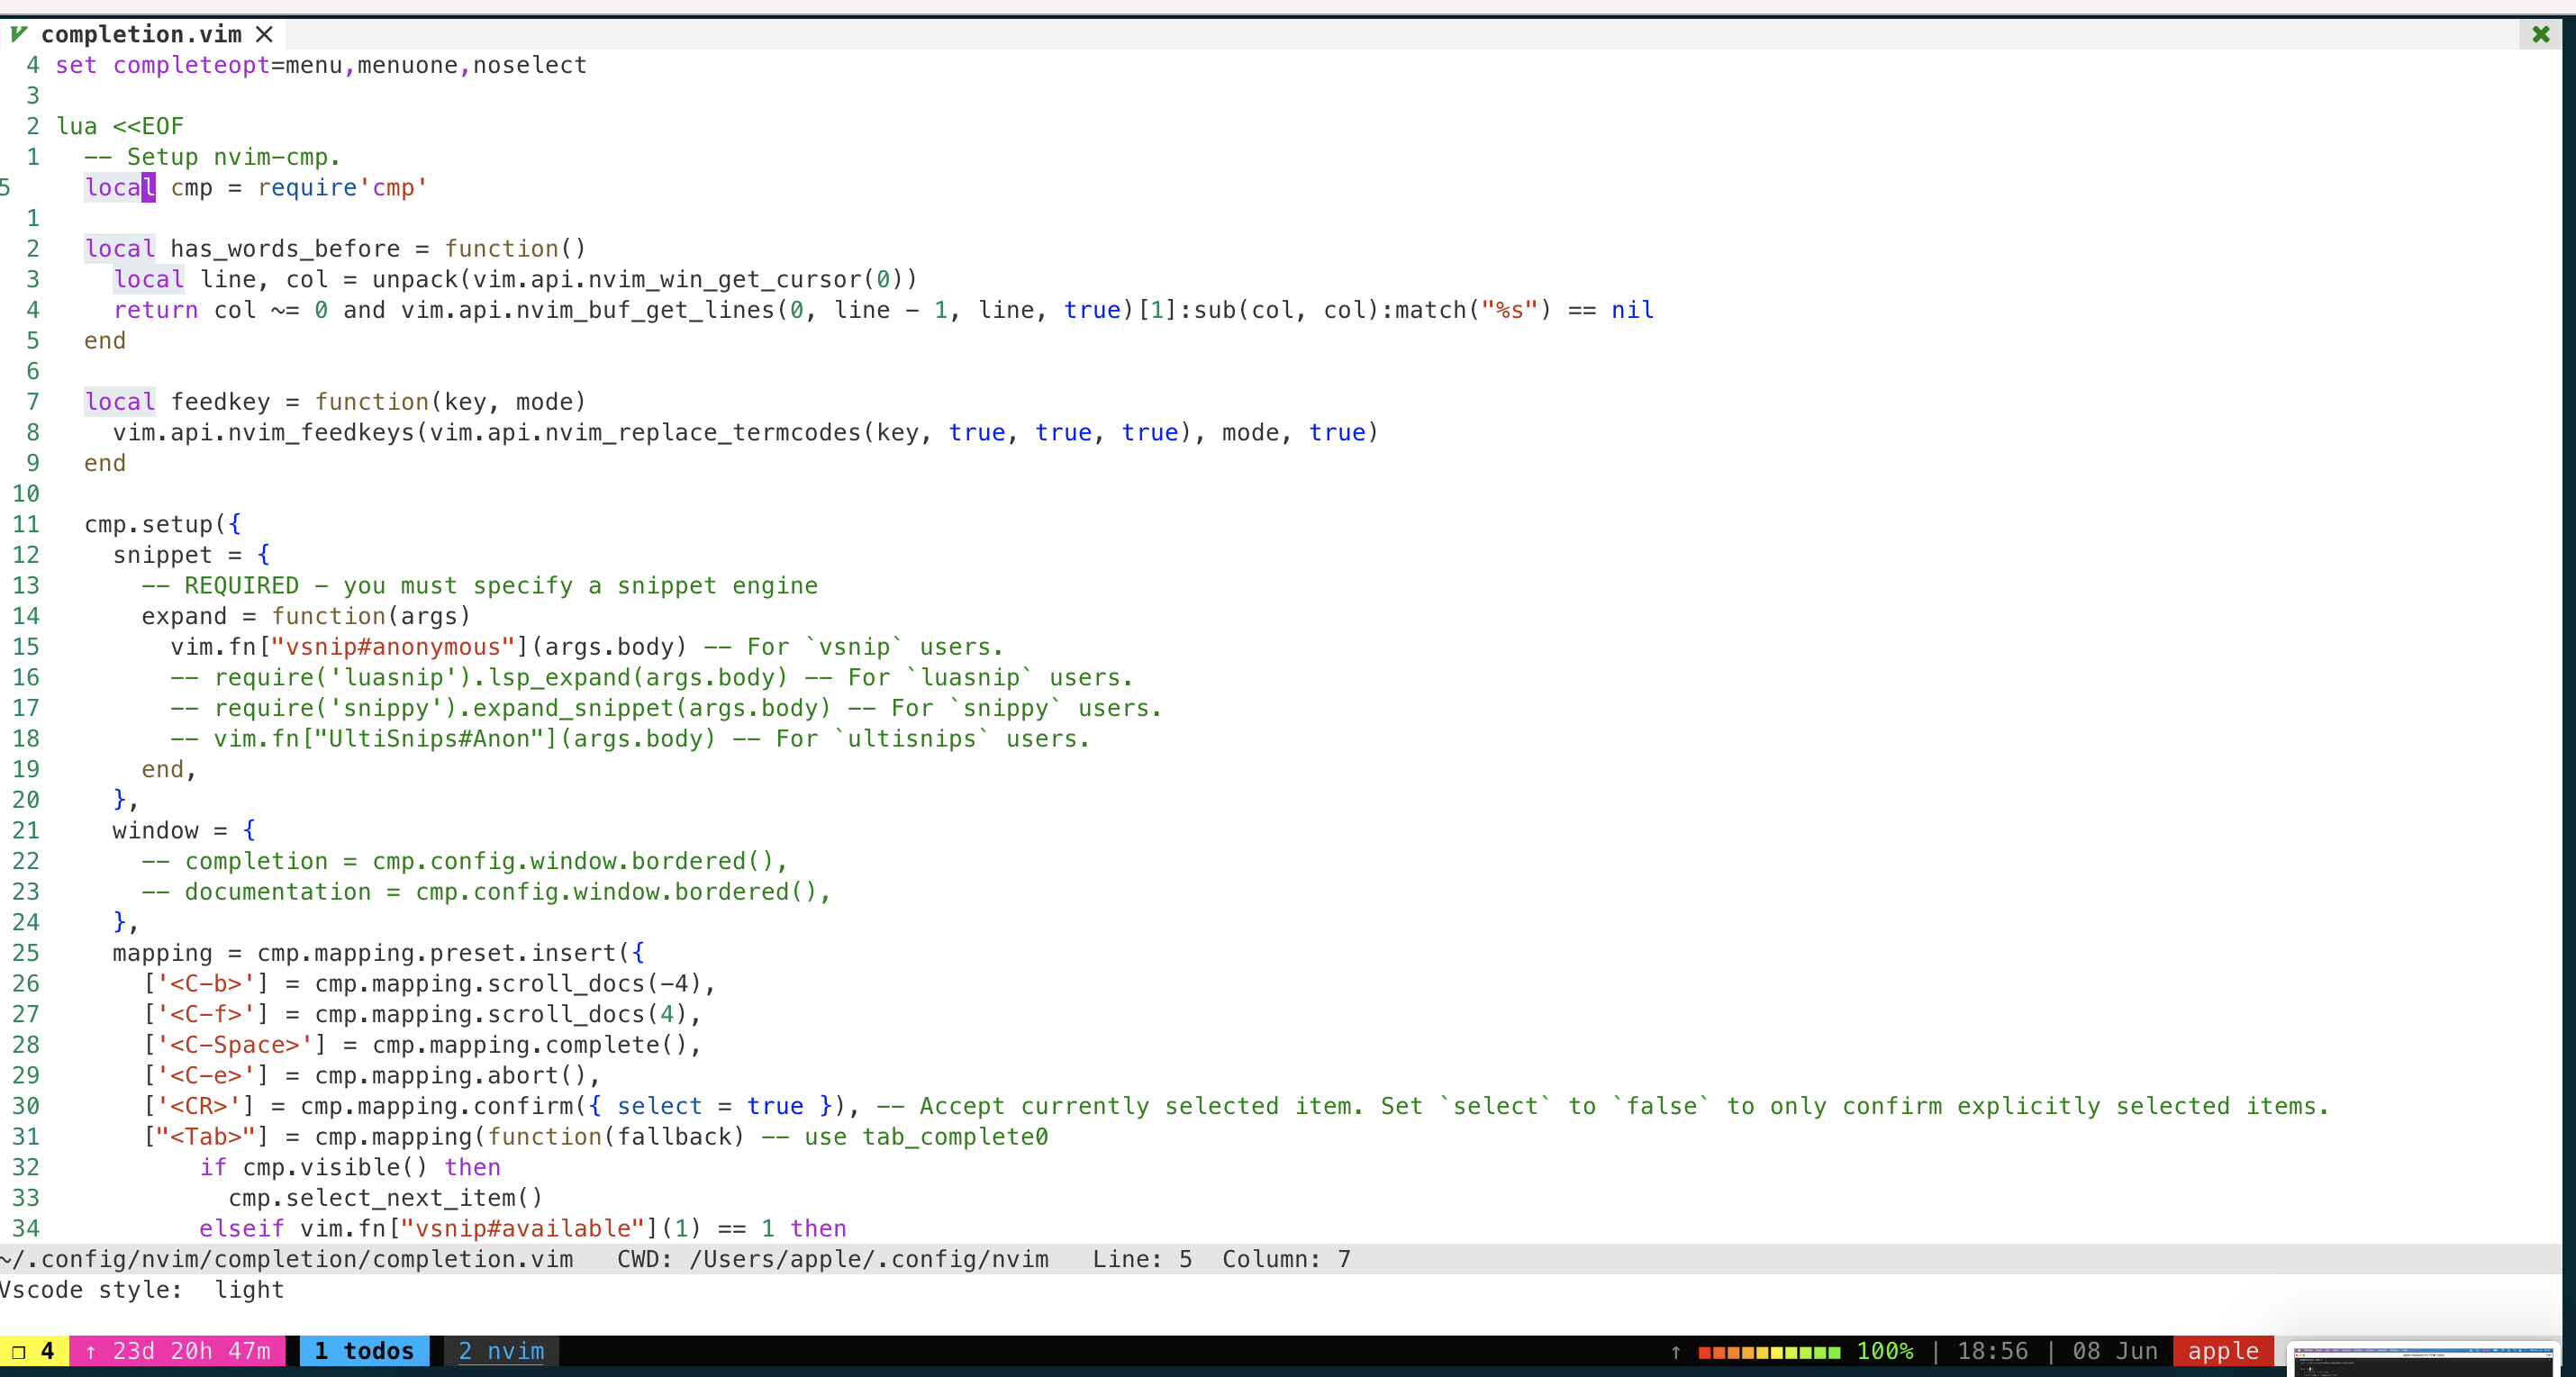 completion.vim ✕ ✖
4 set completeopt=menu,menuone,noselect
3
2 lua <<EOF
1   -- Setup nvim-cmp.
5   local cmp = require'cmp'
1
2   local has_words_before = function()
3     local line, col = unpack(vim.api.nvim_win_get_cursor(0))
4     return col ~= 0 and vim.api.nvim_buf_get_lines(0, line - 1, line, true)[1]:sub(col, col):match("%s") == nil
5   end
6
7   local feedkey = function(key, mode)
8     vim.api.nvim_feedkeys(vim.api.nvim_replace_termcodes(key, true, true, true), mode, true)
9   end
10
11   cmp.setup({
12     snippet = {
13       -- REQUIRED - you must specify a snippet engine
14       expand = function(args)
15         vim.fn["vsnip#anonymous"](args.body) -- For `vsnip` users.
16         -- require('luasnip').lsp_expand(args.body) -- For `luasnip` users.
17         -- require('snippy').expand_snippet(args.body) -- For `snippy` users.
18         -- vim.fn["UltiSnips#Anon"](args.body) -- For `ultisnips` users.
19       end,
20     },
21     window = {
22       -- completion = cmp.config.window.bordered(),
23       -- documentation = cmp.config.window.bordered(),
24     },
25     mapping = cmp.mapping.preset.insert({
26       ['<C-b>'] = cmp.mapping.scroll_docs(-4),
27       ['<C-f>'] = cmp.mapping.scroll_docs(4),
28       ['<C-Space>'] = cmp.mapping.complete(),
29       ['<C-e>'] = cmp.mapping.abort(),
30       ['<CR>'] = cmp.mapping.confirm({ select = true }), -- Accept currently selected item. Set `select` to `false` to only confirm explicitly selected items.
31       ["<Tab>"] = cmp.mapping(function(fallback) -- use tab_complete0
32           if cmp.visible() then
33             cmp.select_next_item()
34           elseif vim.fn["vsnip#available"](1) == 1 then
~/.config/nvim/completion/completion.vim   CWD: /Users/apple/.config/nvim   Line: 5  Column: 7
Vscode style:  light
❐ 4 ↑ 23d 20h 47m 1 todos 2 nvim ↑ 100% | 18:56 | 08 Jun apple